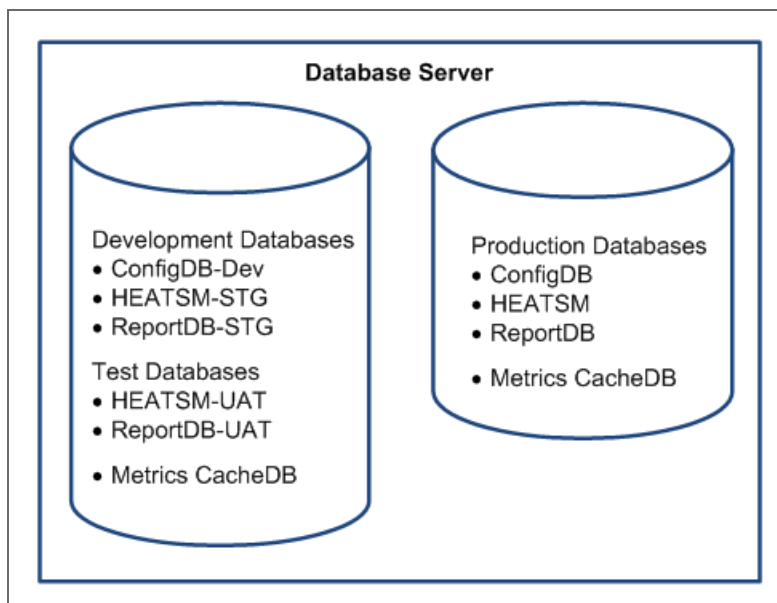 Database Server
Development Databases
• ConfigDB-Dev
• HEATSM-STG
• ReportDB-STG
Test Databases
• HEATSM-UAT
• ReportDB-UAT
• Metrics CacheDB
Production Databases
• ConfigDB
• HEATSM
• ReportDB
• Metrics CacheDB